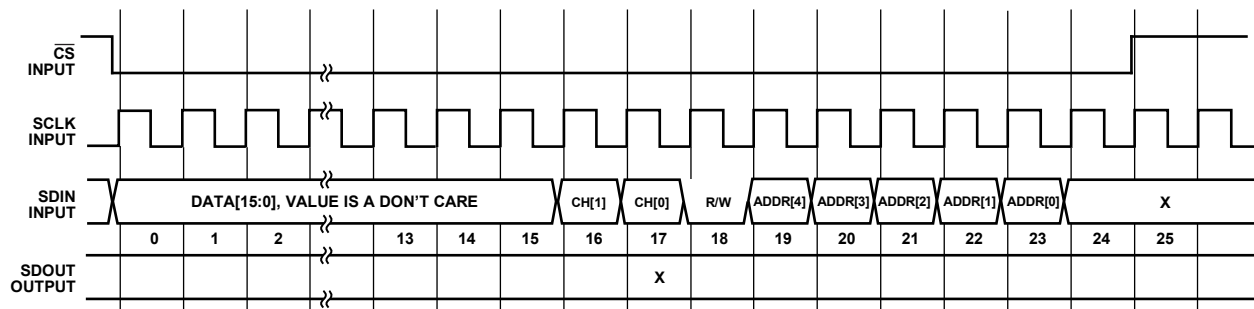 CS
INPUT
SCLK
INPUT
SDIN
INPUT
DATA[15:0], VALUE IS A DON'T CARE
CH[1]
CH[0]
R/W
ADDR[4]
ADDR[3]
ADDR[2]
ADDR[1]
ADDR[0]
X
0
1
2
13
14
15
16
17
18
19
20
21
22
23
24
25
SDOUT
OUTPUT
X